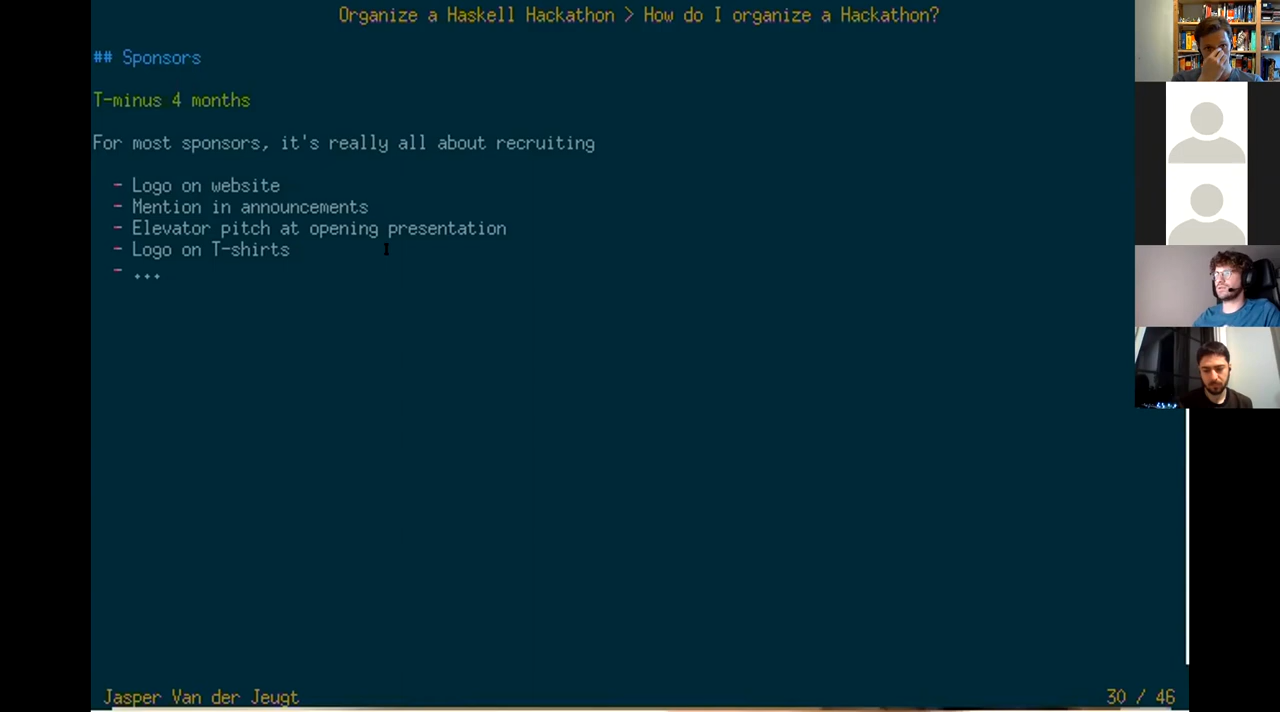 Organize a Haskell Hackathon > How do I organize a Hackathon?
## Sponsors
T-minus 4 months
For most sponsors, it's really all about recruiting
- Logo on website
- Mention in announcements
- Elevator pitch at opening presentation
- Logo on T-shirts
- ...
Jasper Van der Jeugt
30 / 46